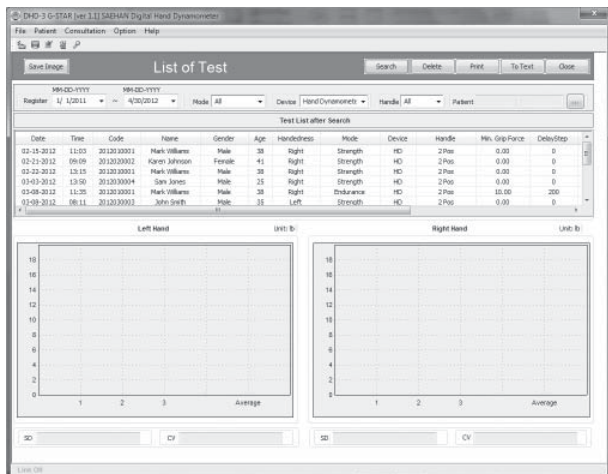 DHD-3 G-STAR [ver 1.1] SAEHAN Digital Hand Dynamometer
File Patient Consultation Option Help
Save Image List of Test Search Delete Print To Text Close
MM-DD-YYYY MM-DD-YYYY
Register 1/ 1/2011 ~ 4/30/2012 Mode All Device Hand Dynamomete Handle All Patient ...
Test List after Search
Date Time Code Name Gender Age Handedness Mode Device Handle Min. Grip Force DelayStep
02-15-2012 11:03 2012010001 Mark Williams Male 38 Right Strength HD 2 Pos 0.00 0
02-21-2012 09:09 2012020002 Karen Johnson Female 41 Right Strength HD 2 Pos 0.00 0
02-22-2012 13:15 2012010001 Mark Williams Male 38 Right Strength HD 2 Pos 0.00 0
03-03-2012 13:50 2012030004 Sam Jones Male 25 Right Strength HD 2 Pos 0.00 0
03-08-2012 11:35 2012010001 Mark Williams Male 38 Right Endurance HD 2 Pos 10.00 200
03-08-2012 08:11 2012030003 John Smith Male 35 Left Strength HD 2 Pos 0.00 0
Left Hand Unit: lb Right Hand Unit: lb
18 18
16 16
14 14
12 12
10 10
8 8
6 6
4 4
2 2
0 0
1 2 3 Average 1 2 3 Average
SD CV SD CV
Link Off